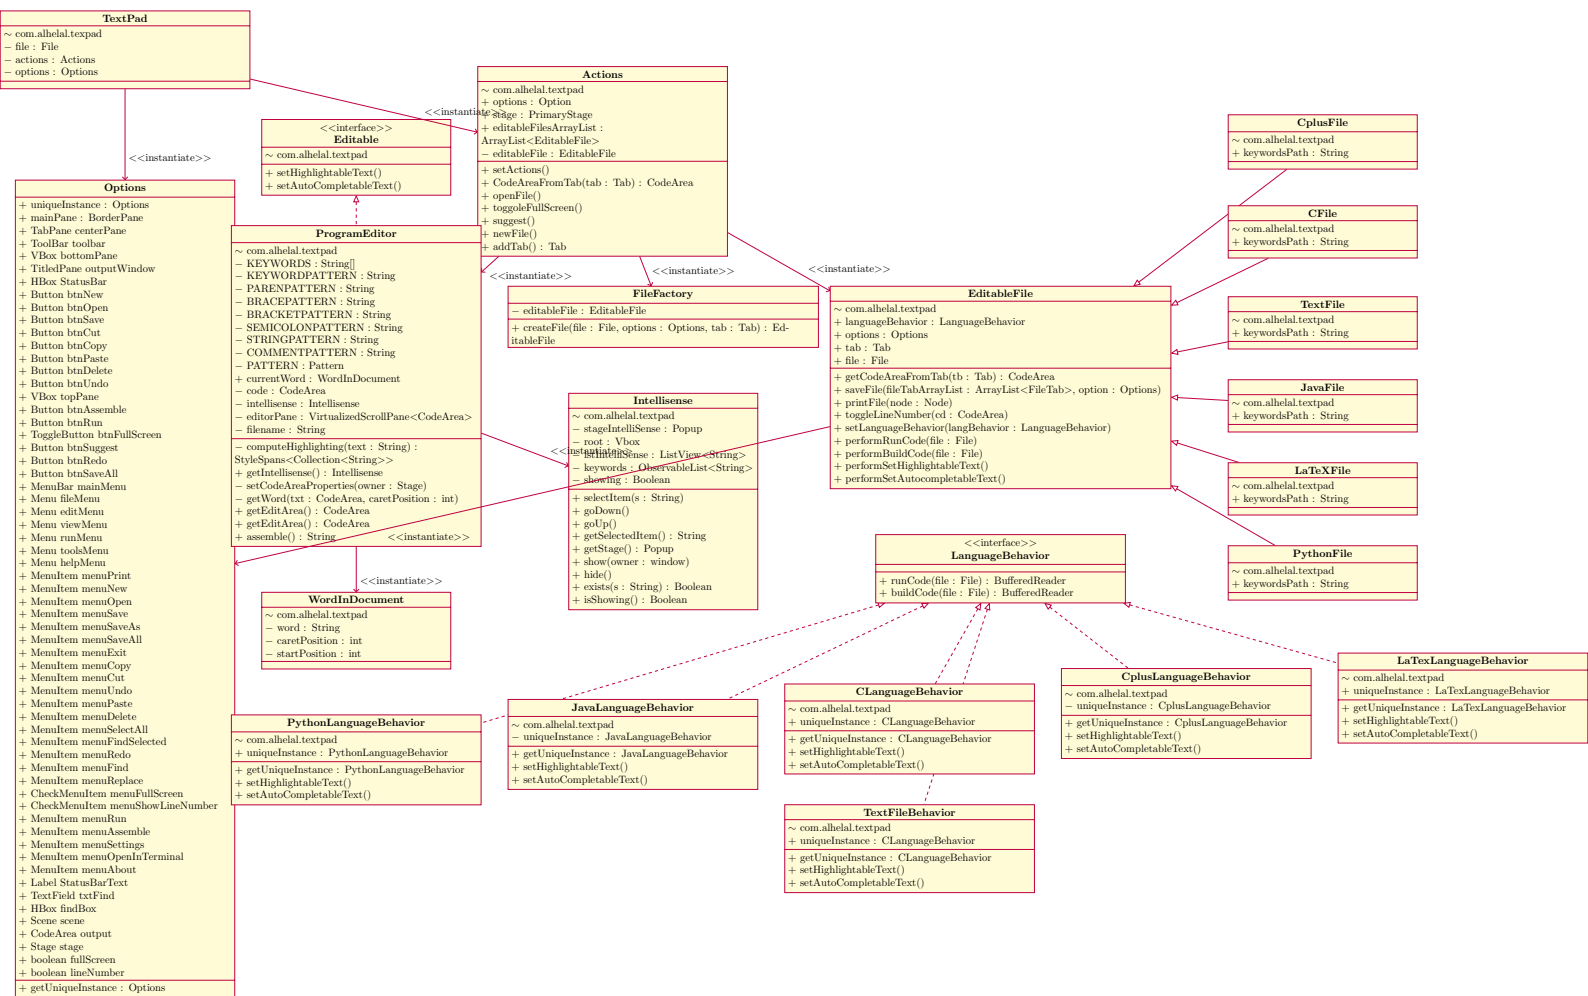 TextPad
~ com.alhelal.texpad
– file : File
– actions : Actions
– options : Options
<<instantiate>>
<<instantiate>>
Options
+ uniqueInstance : Options
+ mainPane : BorderPane
+ TabPane centerPane
+ ToolBar toolbar
+ VBox bottomPane
+ TitledPane outputWindow
+ HBox StatusBar
+ Button btnNew
+ Button btnOpen
+ Button btnSave
+ Button btnCut
+ Button btnCopy
+ Button btnPaste
+ Button btnDelete
+ Button btnUndo
+ VBox topPane
+ Button btnAssemble
+ Button btnRun
+ ToggleButton btnFullScreen
+ Button btnSuggest
+ Button btnRedo
+ Button btnSaveAll
+ MenuBar mainMenu
+ Menu fileMenu
+ Menu editMenu
+ Menu viewMenu
+ Menu runMenu
+ Menu toolsMenu
+ Menu helpMenu
+ MenuItem menuPrint
+ MenuItem menuNew
+ MenuItem menuOpen
+ MenuItem menuSave
+ MenuItem menuSaveAs
+ MenuItem menuSaveAll
+ MenuItem menuExit
+ MenuItem menuCopy
+ MenuItem menuCut
+ MenuItem menuUndo
+ MenuItem menuPaste
+ MenuItem menuDelete
+ MenuItem menuSelectAll
+ MenuItem menuFindSelected
+ MenuItem menuRedo
+ MenuItem menuFind
+ MenuItem menuReplace
+ CheckMenuItem menuFullScreen
+ CheckMenuItem menuShowLineNumber
+ MenuItem menuRun
+ MenuItem menuAssemble
+ MenuItem menuSettings
+ MenuItem menuOpenInTerminal
+ MenuItem menuAbout
+ Label StatusBarText
+ TextField txtFind
+ HBox findBox
+ Scene scene
+ CodeArea output
+ Stage stage
+ boolean fullScreen
+ boolean lineNumber
+ getUniqueInstance : Options
<<interface>>
Editable
~ com.alhelal.textpad
+ setHighlightableText()
+ setAutoCompletableText()
ProgramEditor
~ com.alhelal.textpad
– KEYWORDS : String[]
– KEYWORDPATTERN : String
– PARENPATTERN : String
– BRACEPATTERN : String
– BRACKETPATTERN : String
– SEMICOLONPATTERN : String
– STRINGPATTERN : String
– COMMENTPATTERN : String
– PATTERN : Pattern
+ currentWord : WordInDocument
– code : CodeArea
– intellisense : Intellisense
– editorPane : VirtualizedScrollPane<CodeArea>
– filename : String
– computeHighlighting(text : String) :
StyleSpans<Collection<String>>
+ getIntellisense() : Intellisense
– setCodeAreaProperties(owner : Stage)
– getWord(txt : CodeArea, caretPosition : int)
+ getEditArea() : CodeArea
+ getEditArea() : CodeArea
+ assemble() : String
<<instantiate>>
<<instantiate>>
WordInDocument
~ com.alhelal.textpad
– word : String
– caretPosition : int
– startPosition : int
Actions
~ com.alhelal.textpad
+ options : Option
+ stage : PrimaryStage
+ editableFilesArrayList :
ArrayList<EditableFile>
– editableFile : EditableFile
+ setActions()
+ CodeAreaFromTab(tab : Tab) : CodeArea
+ openFile()
+ toggoleFullScreen()
+ suggest()
+ newFile()
+ addTab() : Tab
<<instantiate>>
<<instantiate>>
<<instantiate>>
FileFactory
– editableFile : EditableFile
+ createFile(file : File, options : Options, tab : Tab) : Ed-
itableFile
Intellisense
~ com.alhelal.textpad
– stageIntelliSense : Popup
– root : Vbox
<<instantiate>>
– lstIntelliSense : ListView<String>
– keywords : ObservableList<String>
– showing : Boolean
+ selectItem(s : String)
+ goDown()
+ goUp()
+ getSelectedItem() : String
+ getStage() : Popup
+ show(owner : window)
+ hide()
+ exists(s : String) : Boolean
+ isShowing() : Boolean
EditableFile
~ com.alhelal.textpad
+ languageBehavior : LanguageBehavior
+ options : Options
+ tab : Tab
+ file : File
+ getCodeAreaFromTab(tb : Tab) : CodeArea
+ saveFile(fileTabArrayList : ArrayList<FileTab>, option : Options)
+ printFile(node : Node)
+ toggleLineNumber(cd : CodeArea)
+ setLanguageBehavior(langBehavior : LanguageBehavior)
+ performRunCode(file : File)
+ performBuildCode(file : File)
+ performSetHighlightableText()
+ performSetAutocompletableText()
CplusFile
~ com.alhelal.textpad
+ keywordsPath : String
CFile
~ com.alhelal.textpad
+ keywordsPath : String
TextFile
~ com.alhelal.textpad
+ keywordsPath : String
JavaFile
~ com.alhelal.textpad
+ keywordsPath : String
LaTeXFile
~ com.alhelal.textpad
+ keywordsPath : String
PythonFile
~ com.alhelal.textpad
+ keywordsPath : String
<<interface>>
LanguageBehavior
+ runCode(file : File) : BufferedReader
+ buildCode(file : File) : BufferedReader
PythonLanguageBehavior
~ com.alhelal.textpad
+ uniqueInstance : PythonLanguageBehavior
+ getUniqueInstance : PythonLanguageBehavior
+ setHighlightableText()
+ setAutoCompletableText()
JavaLanguageBehavior
~ com.alhelal.textpad
– uniqueInstance : JavaLanguageBehavior
+ getUniqueInstance : JavaLanguageBehavior
+ setHighlightableText()
+ setAutoCompletableText()
CLanguageBehavior
~ com.alhelal.textpad
+ uniqueInstance : CLanguageBehavior
+ getUniqueInstance : CLanguageBehavior
+ setHighlightableText()
+ setAutoCompletableText()
TextFileBehavior
~ com.alhelal.textpad
+ uniqueInstance : CLanguageBehavior
+ getUniqueInstance : CLanguageBehavior
+ setHighlightableText()
+ setAutoCompletableText()
CplusLanguageBehavior
~ com.alhelal.textpad
– uniqueInstance : CplusLanguageBehavior
+ getUniqueInstance : CplusLanguageBehavior
+ setHighlightableText()
+ setAutoCompletableText()
LaTexLanguageBehavior
~ com.alhelal.textpad
+ uniqueInstance : LaTexLanguageBehavior
+ getUniqueInstance : LaTexLanguageBehavior
+ setHighlightableText()
+ setAutoCompletableText()